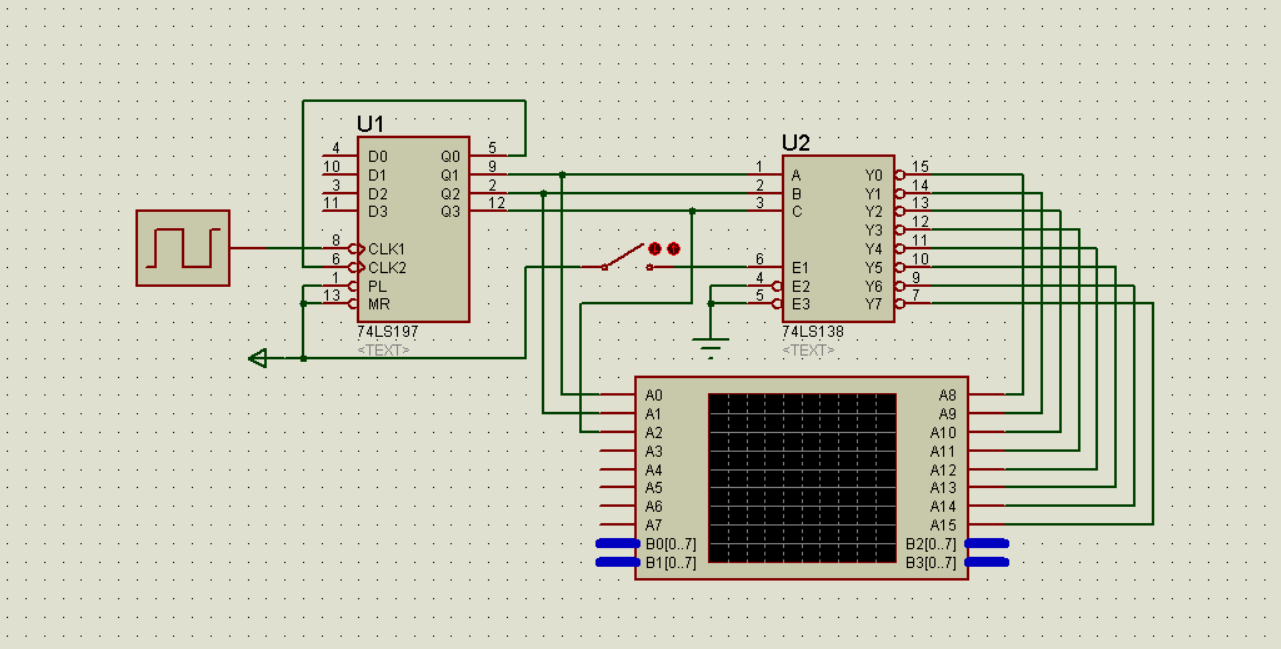 U1
4 D0 Q0 5
10 D1 Q1 9
3 D2 Q2 2
11 D3 Q3 12
8 CLK1
6 CLK2
1 PL
13 MR
74LS197
<TEXT>
U2
1 A Y0 15
2 B Y1 14
3 C Y2 13
Y3 12
Y4 11
6 E1 Y5 10
4 E2 Y6 9
5 E3 Y7 7
74LS138
<TEXT>
A0 A8
A1 A9
A2 A10
A3 A11
A4 A12
A5 A13
A6 A14
A7 A15
B0[0..7] B2[0..7]
B1[0..7] B3[0..7]